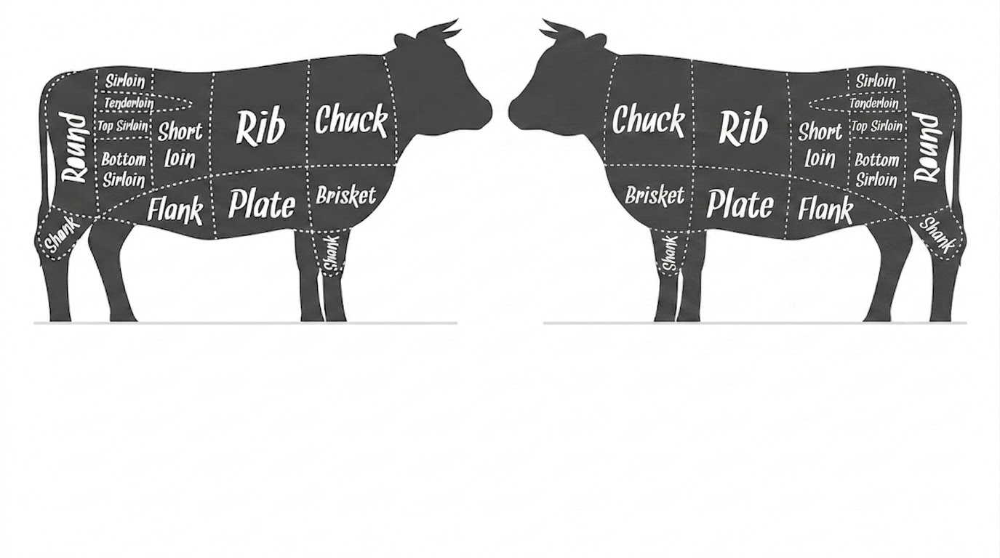 Sirloin
Tenderloin
Top Sirloin
Bottom
Sirloin
Round
Short
Loin
Rib
Chuck
Flank
Plate
Brisket
Shank
Shank
Chuck
Rib
Short
Loin
Sirloin
Tenderloin
Top Sirloin
Bottom
Sirloin
Round
Brisket
Plate
Flank
Shank
Shank